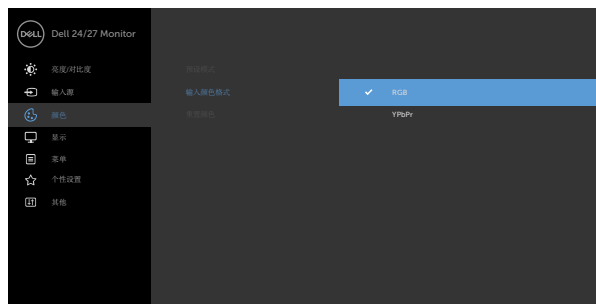 DELL
Dell 24/27 Monitor
亮度/对比度
输入源
颜色
显示
菜单
个性设置
其他
预设模式
输入颜色格式
重置颜色
✓ RGB
YPbPr